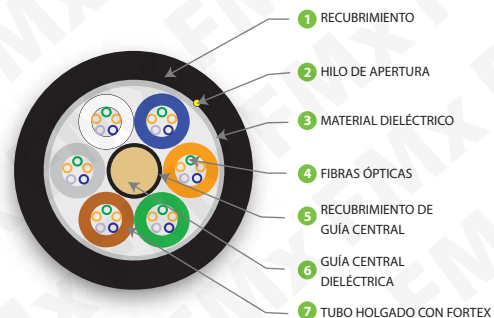 1 RECUBRIMIENTO
2 HILO DE APERTURA
3 MATERIAL DIELÉCTRICO
4 FIBRAS ÓPTICAS
5 RECUBRIMIENTO DE
GUÍA CENTRAL
6 GUÍA CENTRAL
DIELÉCTRICA
7 TUBO HOLGADO CON FORTEX